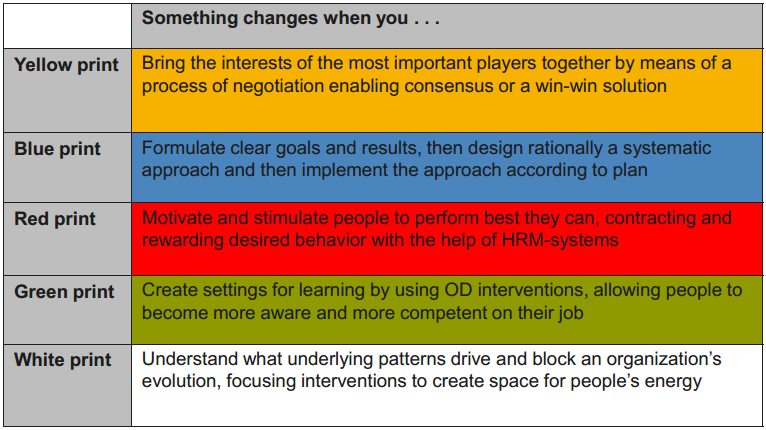 Something changes when you . . .
Yellow print
Bring the interests of the most important players together by means of a
process of negotiation enabling consensus or a win-win solution
Blue print
Formulate clear goals and results, then design rationally a systematic
approach and then implement the approach according to plan
Red print
Motivate and stimulate people to perform best they can, contracting and
rewarding desired behavior with the help of HRM-systems
Green print
Create settings for learning by using OD interventions, allowing people to
become more aware and more competent on their job
White print
Understand what underlying patterns drive and block an organization’s
evolution, focusing interventions to create space for people’s energy